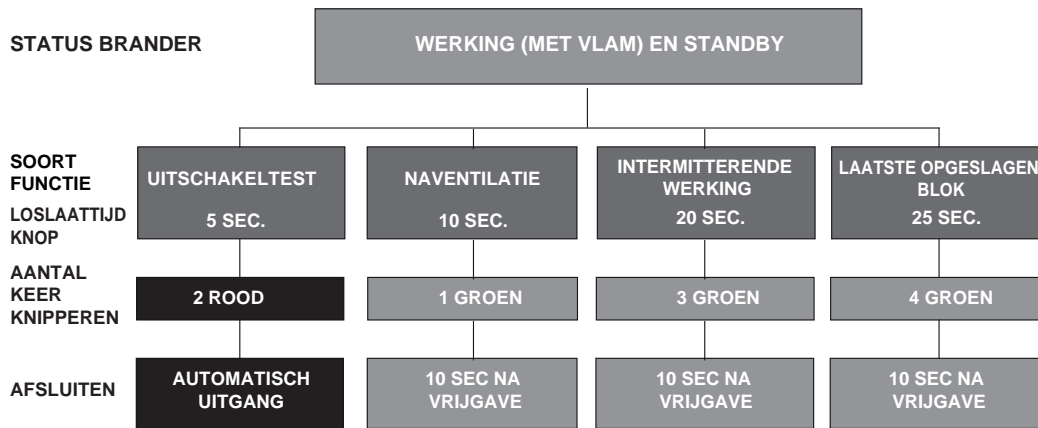 STATUS BRANDER
WERKING (MET VLAM) EN STANDBY
SOORT
FUNCTIE
LOSLAATTIJD
KNOP
UITSCHAKELTEST
5 SEC.
NAVENTILATIE
10 SEC.
INTERMITTERENDE
WERKING
20 SEC.
LAATSTE OPGESLAGEN
BLOK
25 SEC.
AANTAL
KEER
KNIPPEREN
2 ROOD
1 GROEN
3 GROEN
4 GROEN
AFSLUITEN
AUTOMATISCH
UITGANG
10 SEC NA
VRIJGAVE
10 SEC NA
VRIJGAVE
10 SEC NA
VRIJGAVE